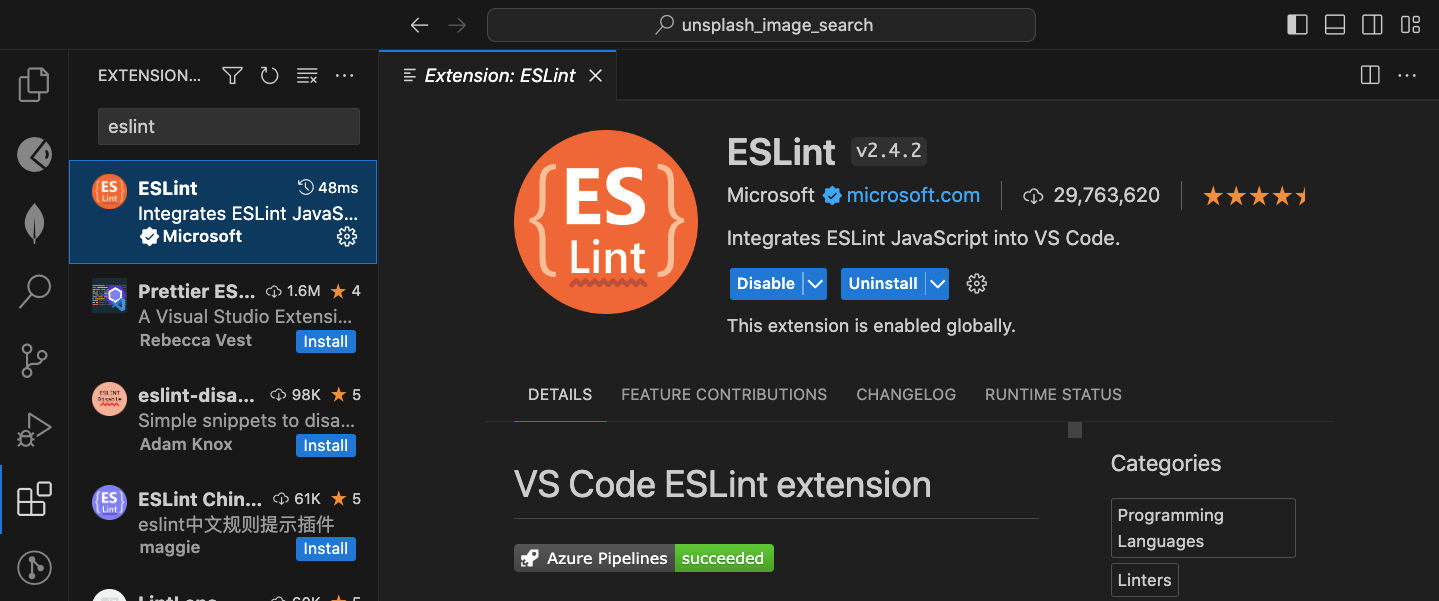 unsplash_image_search
EXTENSION...
eslint
ESLint 48ms
Integrates ESLint JavaS...
Microsoft
Prettier ES... 1.6M 4
A Visual Studio Extensi...
Rebecca Vest Install
eslint-disa... 98K 5
Simple snippets to disa...
Adam Knox Install
ESLint Chin... 61K 5
eslint中文规则提示插件
maggie Install
Extension: ESLint
{ES}
Lint
ESLint v2.4.2
Microsoft microsoft.com 29,763,620
Integrates ESLint JavaScript into VS Code.
Disable Uninstall
This extension is enabled globally.
DETAILS FEATURE CONTRIBUTIONS CHANGELOG RUNTIME STATUS
VS Code ESLint extension
Azure Pipelines succeeded
Categories
Programming
Languages
Linters